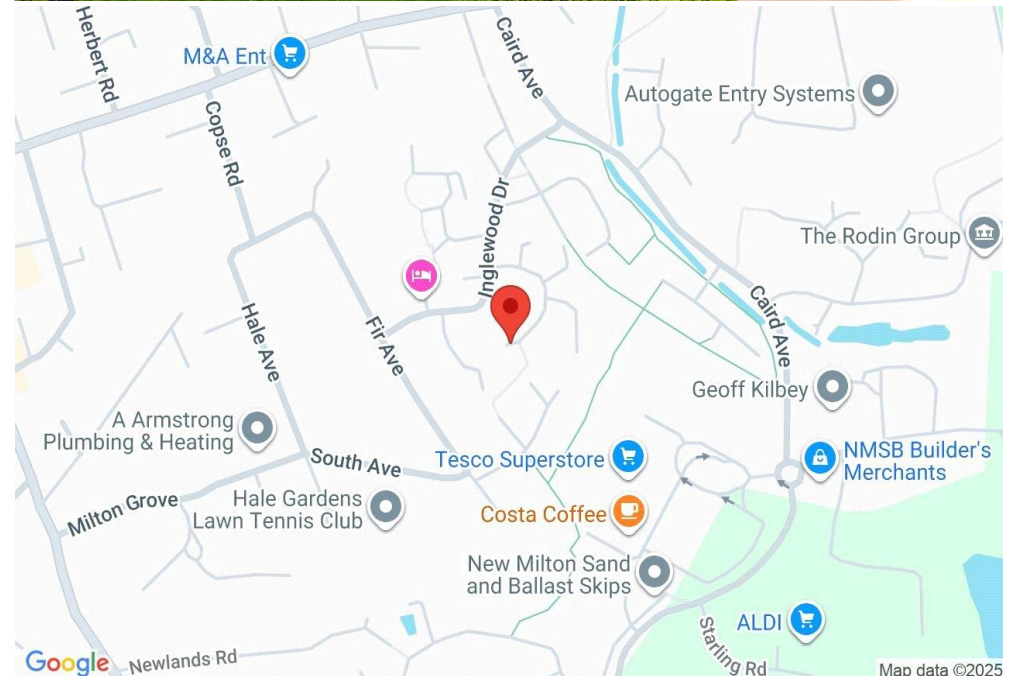 Herbert Rd
M&A Ent
Caird Ave
Copse Rd
Autogate Entry Systems
Inglewood Dr
The Rodin Group
Hale Ave
Fir Ave
Caird Ave
Geoff Kilbey
A Armstrong
Plumbing & Heating
South Ave
Tesco Superstore
NMSB Builder's
Merchants
Milton Grove
Hale Gardens
Lawn Tennis Club
Costa Coffee
New Milton Sand
and Ballast Skips
ALDI
Starling Rd
Google
Newlands Rd
Map data ©2025